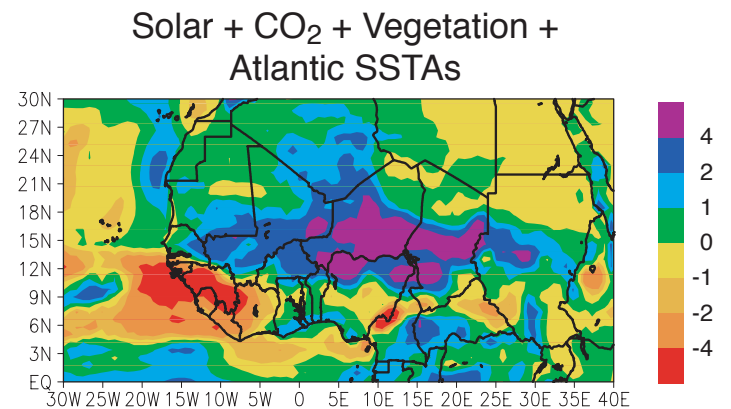 Solar + CO₂ + Vegetation +
Atlantic SSTAs
30N
27N
24N
21N
18N
15N
12N
9N
6N
3N
EQ
30W 25W 20W 15W 10W 5W 0 5E 10E 15E 20E 25E 30E 35E 40E
4
2
1
0
-1
-2
-4